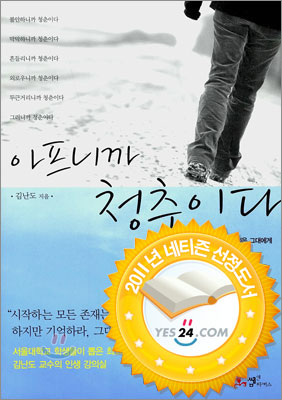 불안하니까 청춘이다
막막하니까 청춘이다
흔들리니까 청춘이다
외로우니까 청춘이다
두근거리니까 청춘이다
그러니까 청춘이다
아프니까
청춘이다
김난도 지음
그대에게
2011년 네티즌 선정도서
YES24.COM
“시작하는 모든 존재는
하지만 기억하라, 그대
서울대학교 학생들이 뽑은 최
김난도 교수의 인생 강의실